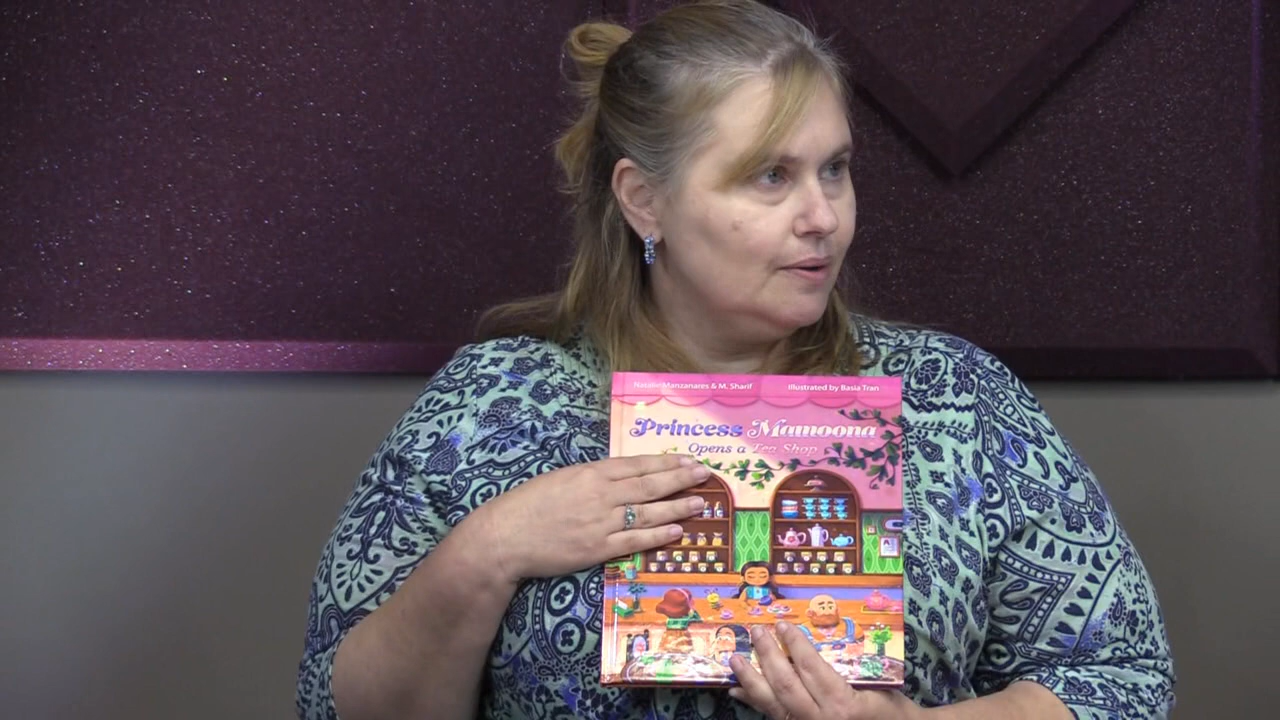 Natalie Manzanares & M. Sharif Illustrated by Basia Tran
Princess Mamoona
Opens a Tea Shop